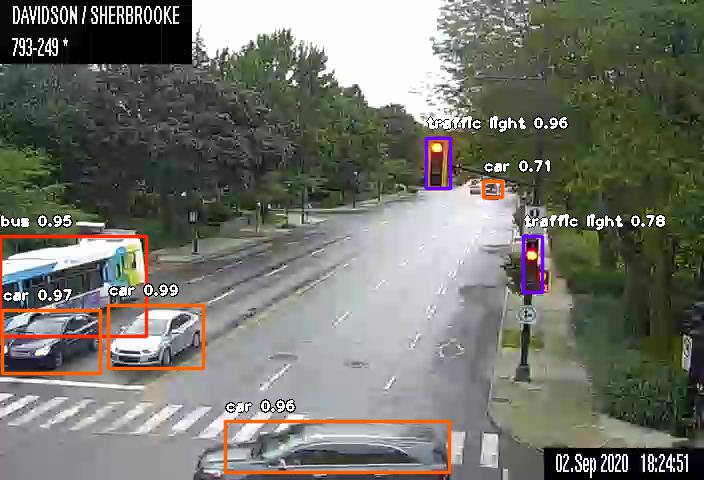 DAVIDSON / SHERBROOKE
793-249 *
traffic light 0.96
car 0.71
bus 0.95
traffic light 0.78
car 0.97
car 0.99
car 0.96
02.Sep 2020 18:24:51